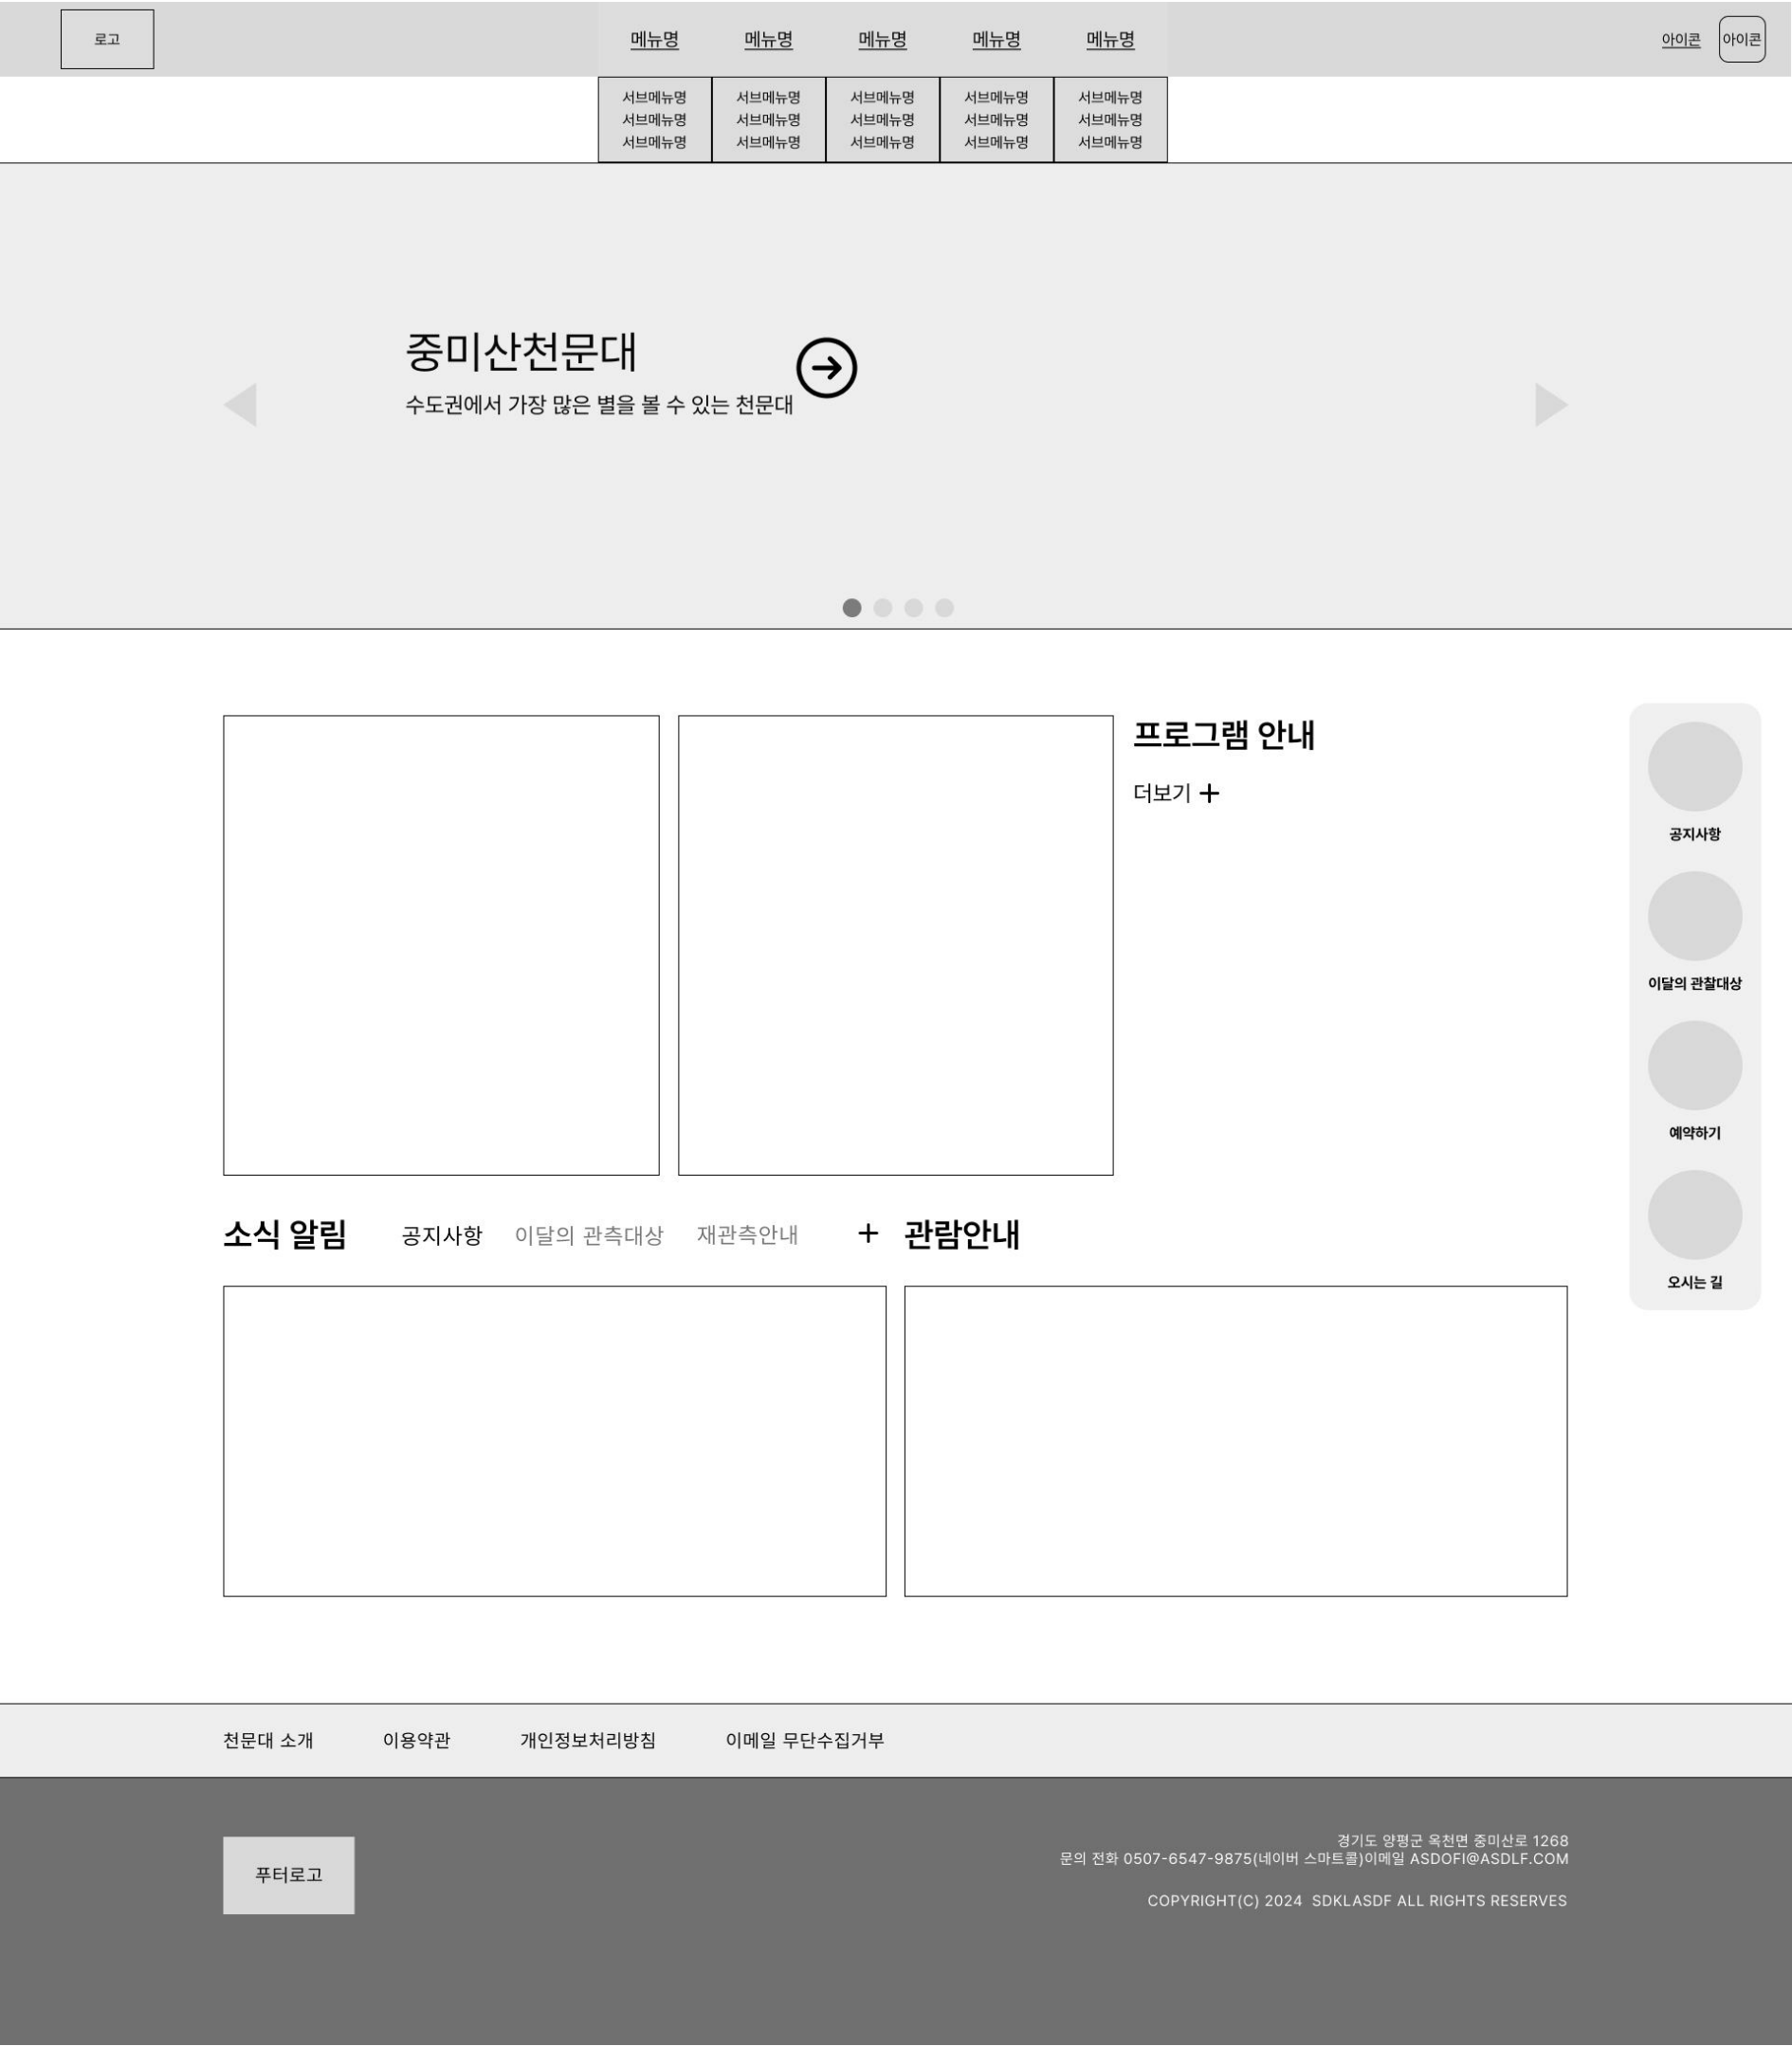 로고
메뉴명 메뉴명 메뉴명 메뉴명 메뉴명
아이콘 아이콘
서브메뉴명 서브메뉴명 서브메뉴명 서브메뉴명 서브메뉴명
서브메뉴명 서브메뉴명 서브메뉴명 서브메뉴명 서브메뉴명
서브메뉴명 서브메뉴명 서브메뉴명 서브메뉴명 서브메뉴명
중미산천문대
수도권에서 가장 많은 별을 볼 수 있는 천문대
프로그램 안내
더보기 +
공지사항
이달의 관찰대상
예약하기
오시는 길
소식 알림 공지사항 이달의 관측대상 재관측안내 +
관람안내
천문대 소개 이용약관 개인정보처리방침 이메일 무단수집거부
푸터로고
경기도 양평군 옥천면 중미산로 1268
문의 전화 0507-6547-9875(네이버 스마트콜)이메일 ASDOFI@ASDLF.COM
COPYRIGHT(C) 2024 SDKLASDF ALL RIGHTS RESERVES